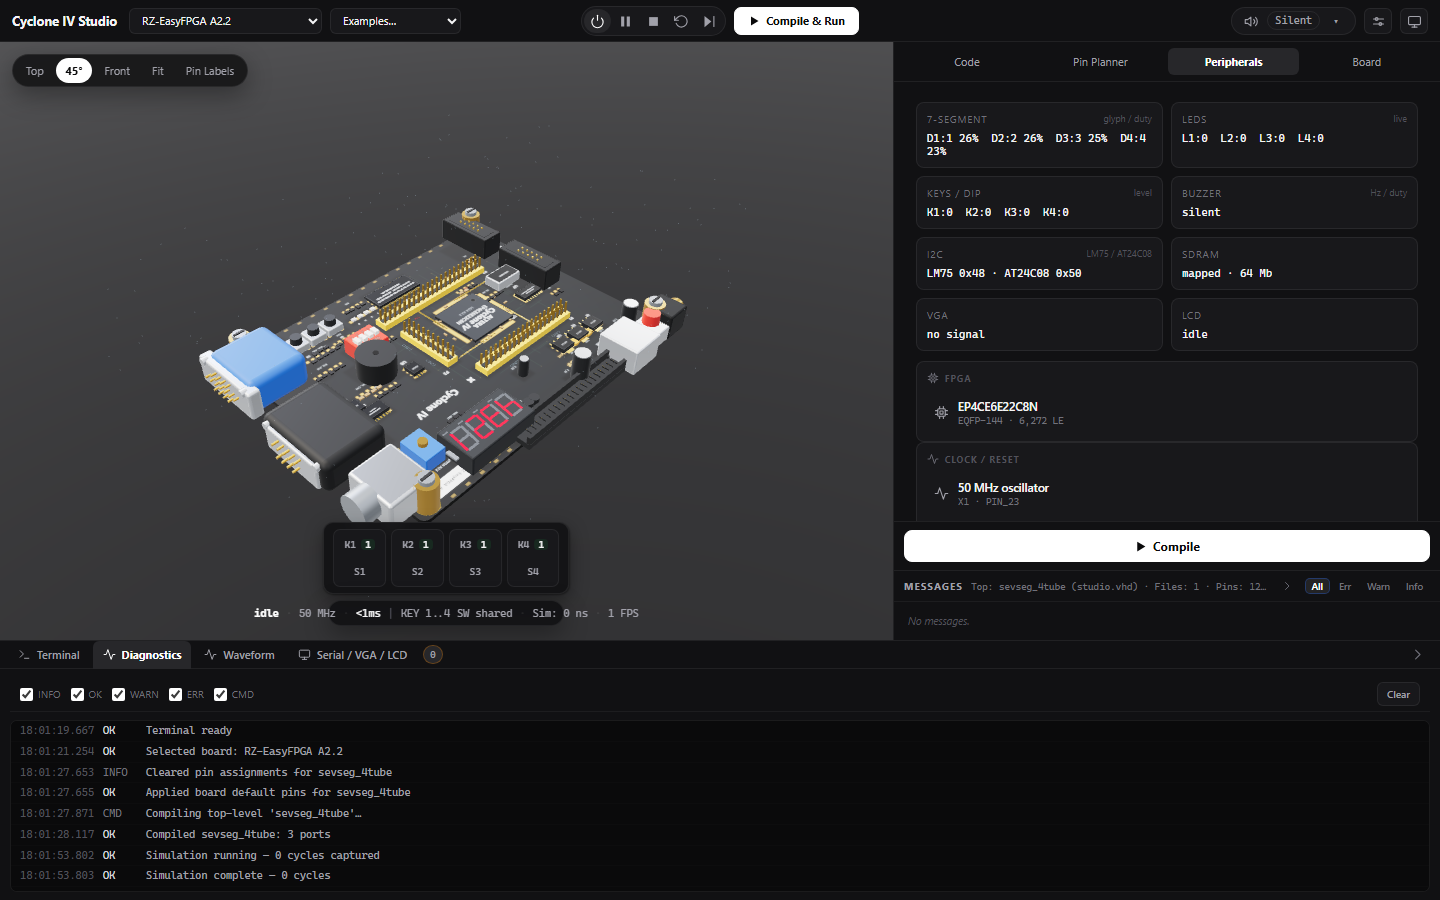 Cyclone IV Studio
RZ-EasyFPGA A2.2
Examples...
Compile & Run
Silent
Top
45°
Front
Fit
Pin Labels
Code
Pin Planner
Peripherals
Board
7-SEGMENT
glyph / duty
D1:1 26% D2:2 26% D3:3 25% D4:4
23%
LEDS
live
L1:0 L2:0 L3:0 L4:0
KEYS / DIP
level
K1:0 K2:0 K3:0 K4:0
BUZZER
Hz / duty
silent
I2C
LM75 / AT24C08
LM75 0x48 · AT24C08 0x50
SDRAM
mapped · 64 Mb
VGA
no signal
LCD
idle
FPGA
EP4CE6E22C8N
EQFP-144 · 6,272 LE
CLOCK / RESET
50 MHz oscillator
X1 · PIN_23
Cyclone IV
Cyclone IV
K1 1
S1
K2 1
S2
K3 1
S3
K4 1
S4
idle · 50 MHz · <1ms | KEY 1..4 SW shared · Sim: 0 ns · 1 FPS
Compile
MESSAGES
Top: sevseg_4tube (studio.vhd) · Files: 1 · Pins: 12…
All
Err
Warn
Info
No messages.
Terminal
Diagnostics
Waveform
Serial / VGA / LCD
0
INFO
OK
WARN
ERR
CMD
Clear
18:01:19.667 OK Terminal ready
18:01:21.254 OK Selected board: RZ-EasyFPGA A2.2
18:01:27.653 INFO Cleared pin assignments for sevseg_4tube
18:01:27.655 OK Applied board default pins for sevseg_4tube
18:01:27.871 CMD Compiling top-level 'sevseg_4tube'…
18:01:28.117 OK Compiled sevseg_4tube: 3 ports
18:01:53.802 OK Simulation running — 0 cycles captured
18:01:53.803 OK Simulation complete — 0 cycles